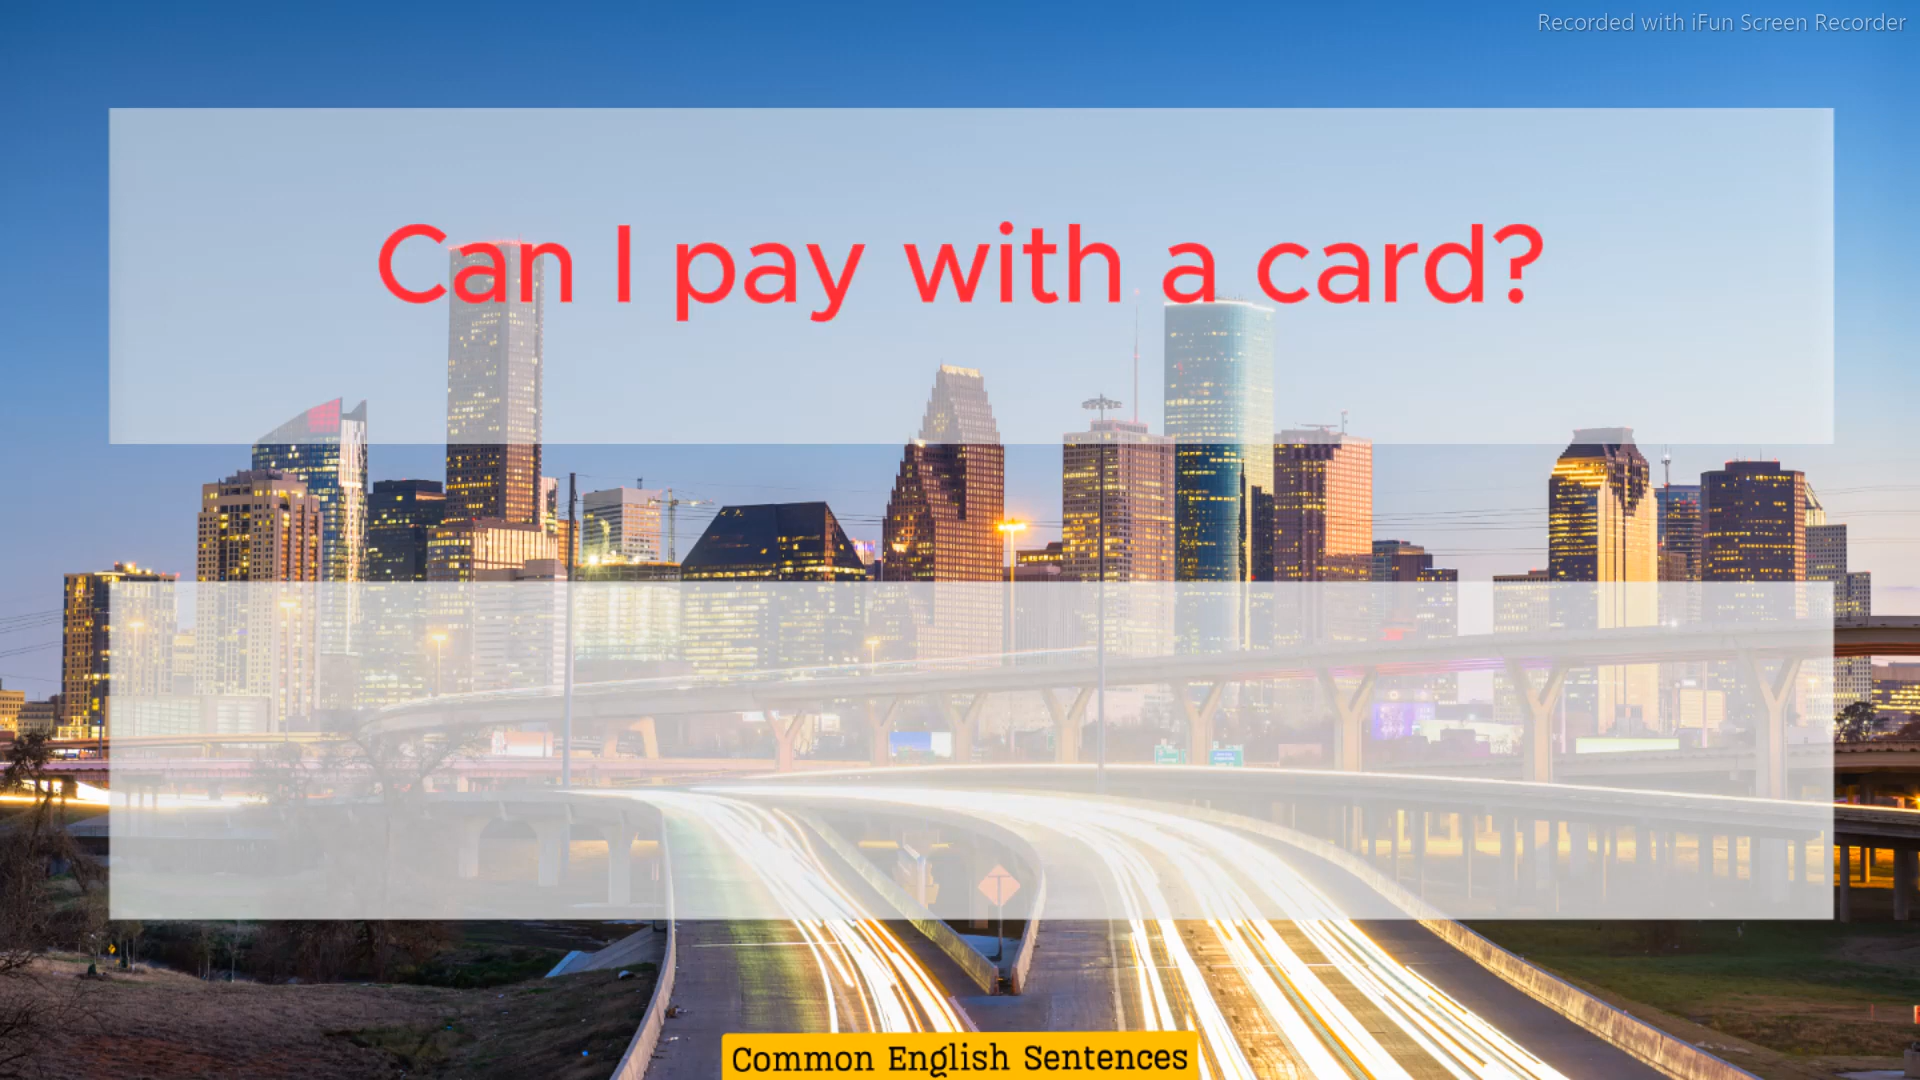 Recorded with iFun Screen Recorder
Can I pay with a card?
Common English Sentences